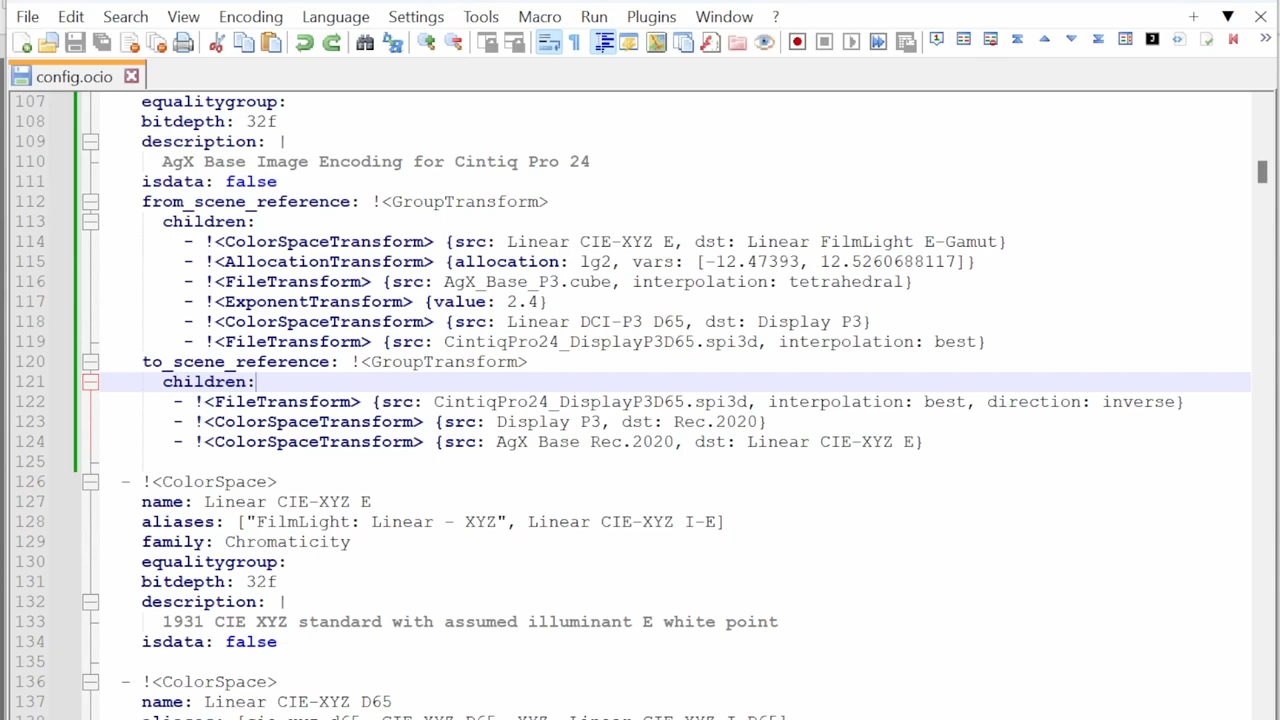 File Edit Search View Encoding Language Settings Tools Macro Run Plugins Window ?
config.ocio
107 equalitygroup:
108 bitdepth: 32f
109 description: |
110 AgX Base Image Encoding for Cintiq Pro 24
111 isdata: false
112 from_scene_reference: !<GroupTransform>
113 children:
114 - !<ColorSpaceTransform> {src: Linear CIE-XYZ E, dst: Linear FilmLight E-Gamut}
115 - !<AllocationTransform> {allocation: lg2, vars: [-12.47393, 12.5260688117]}
116 - !<FileTransform> {src: AgX_Base_P3.cube, interpolation: tetrahedral}
117 - !<ExponentTransform> {value: 2.4}
118 - !<ColorSpaceTransform> {src: Linear DCI-P3 D65, dst: Display P3}
119 - !<FileTransform> {src: CintiqPro24_DisplayP3D65.spi3d, interpolation: best}
120 to_scene_reference: !<GroupTransform>
121 children:
122 - !<FileTransform> {src: CintiqPro24_DisplayP3D65.spi3d, interpolation: best, direction: inverse}
123 - !<ColorSpaceTransform> {src: Display P3, dst: Rec.2020}
124 - !<ColorSpaceTransform> {src: AgX Base Rec.2020, dst: Linear CIE-XYZ E}
125
126 - !<ColorSpace>
127 name: Linear CIE-XYZ E
128 aliases: ["FilmLight: Linear - XYZ", Linear CIE-XYZ I-E]
129 family: Chromaticity
130 equalitygroup:
131 bitdepth: 32f
132 description: |
133 1931 CIE XYZ standard with assumed illuminant E white point
134 isdata: false
135
136 - !<ColorSpace>
137 name: Linear CIE-XYZ D65